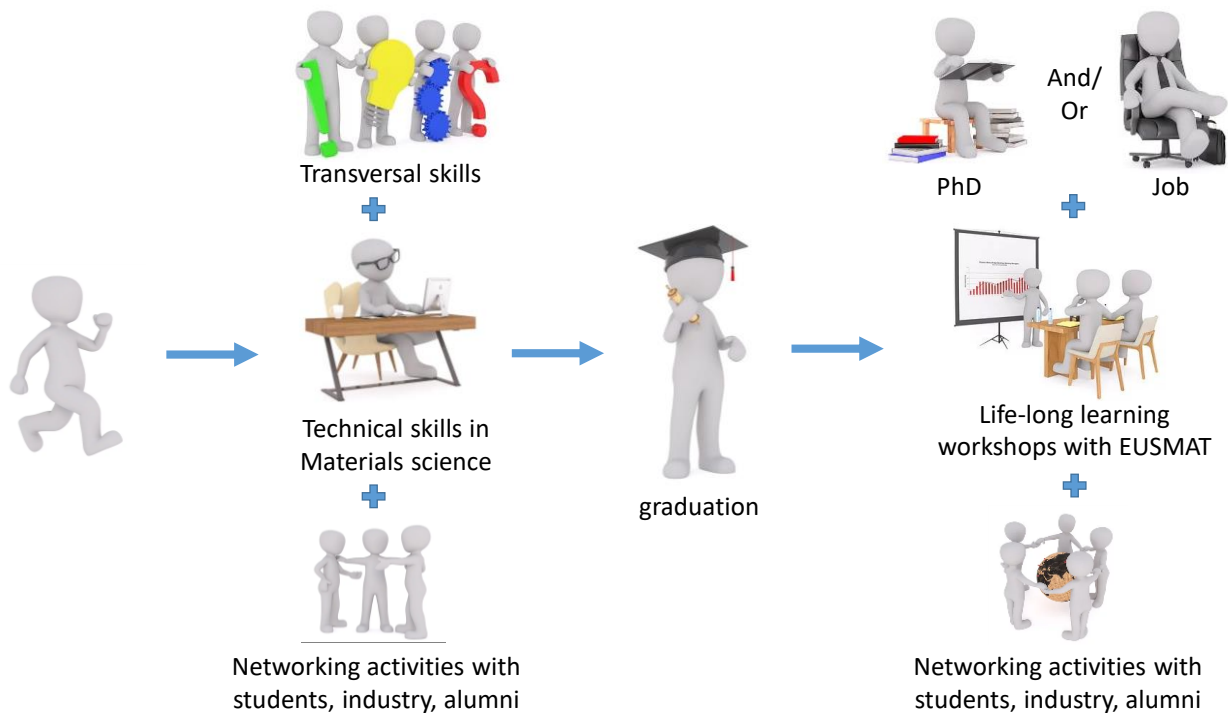 Transversal skills
Technical skills in
Materials science
Networking activities with
students, industry, alumni
graduation
And/
Or
PhD
Job
Life-long learning
workshops with EUSMAT
Networking activities with
students, industry, alumni